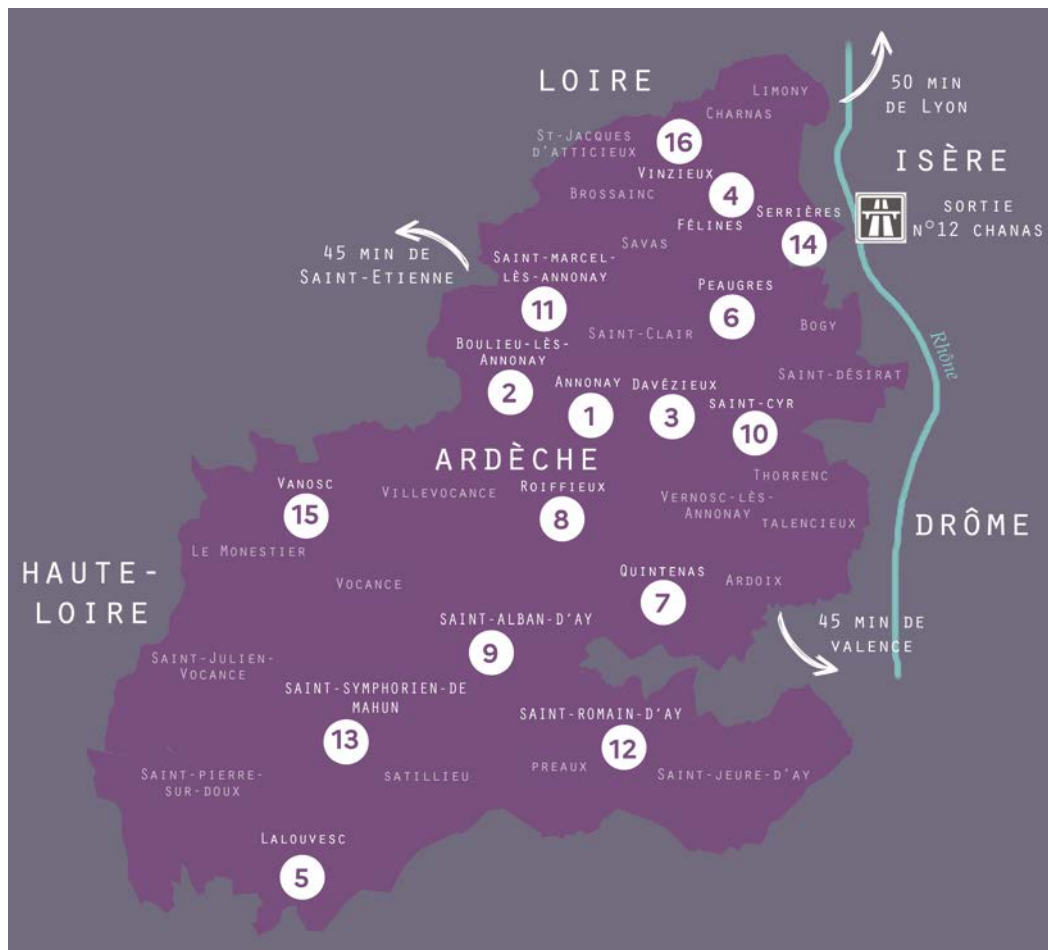 LOIRE
LIMONY
CHARNAS
50 MIN
DE LYON
ST-JACQUES
D'ATTICIEUX
16
VINZIEUX
ISÈRE
BROSSAINC
4
SERRIÈRES
SORTIE
N°12 CHANAS
FÉLINES
14
SAVAS
45 MIN DE
SAINT-ETIENNE
SAINT-MARCEL-
LÈS-ANNONAY
11
PEAUGRES
6
SAINT-CLAIR
BOGY
Rhône
BOULIEU-LÈS-
ANNONAY
2
ANNONAY
1
DAVÉZIEUX
3
SAINT-DÉSIRAT
SAINT-CYR
10
ARDÈCHE
THORRENC
VANOSC
15
VILLEVOCANCE
ROIFFIEUX
8
VERNOSC-LÈS-
ANNONAY
TALENCIEUX
DRÔME
LE MONESTIER
HAUTE-
LOIRE
VOCANCE
QUINTENAS
7
ARDOIX
SAINT-ALBAN-D'AY
9
45 MIN DE
VALENCE
SAINT-JULIEN-
VOCANCE
SAINT-SYMPHORIEN-DE
MAHUN
13
SAINT-ROMAIN-D'AY
12
PREAUX
SAINT-JEURE-D'AY
SAINT-PIERRE-
SUR-DOUX
SATILLIEU
LALOUVESC
5